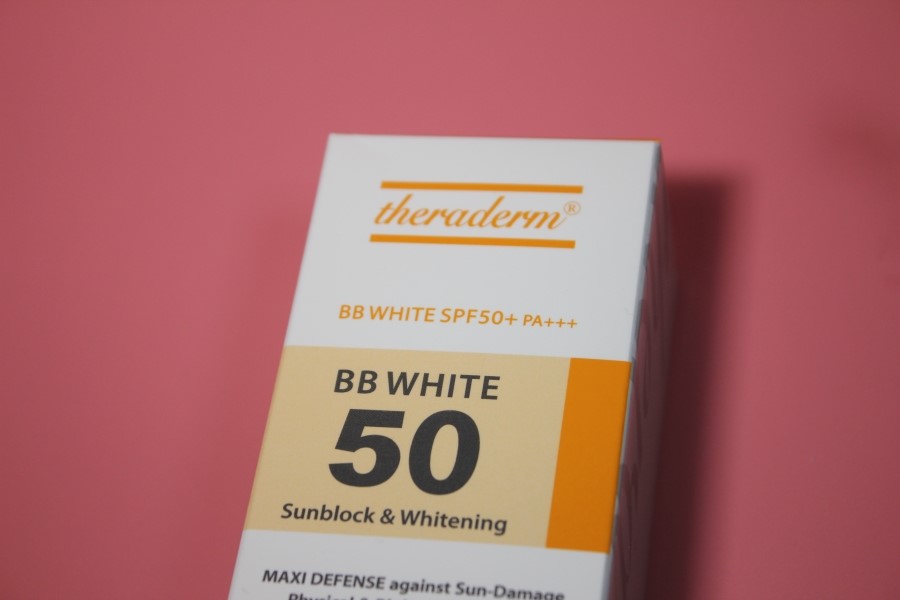 theraderm®
BB WHITE SPF50+ PA+++
BB WHITE
50
Sunblock & Whitening
MAXI DEFENSE against Sun-Damage